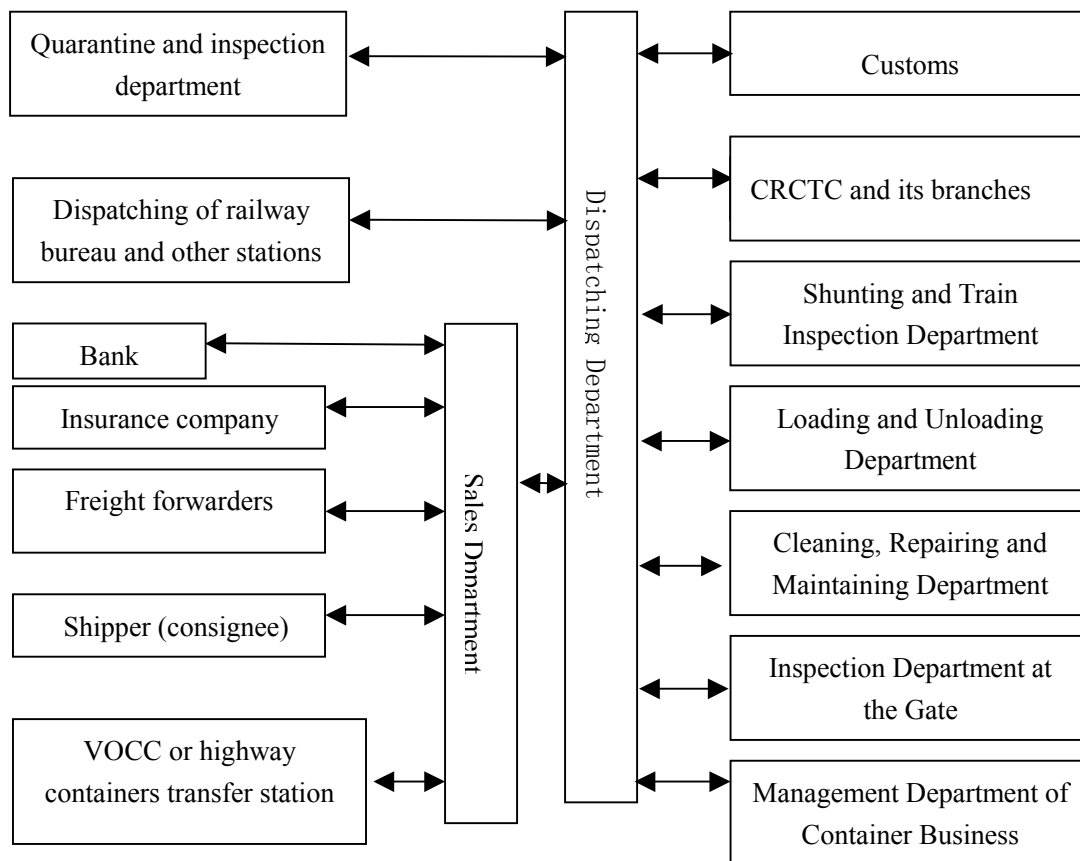 Quarantine and inspection
department
Dispatching of railway
bureau and other stations
Bank
Insurance company
Freight forwarders
Shipper (consignee)
VOCC or highway
containers transfer station
Sales Dnpartment
Dispatching Department
Customs
CRCTC and its branches
Shunting and Train
Inspection Department
Loading and Unloading
Department
Cleaning, Repairing and
Maintaining Department
Inspection Department at
the Gate
Management Department of
Container Business